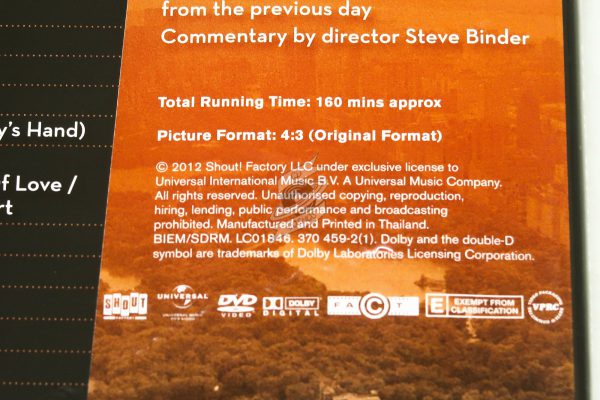 from the previous day
Commentary by director Steve Binder
Total Running Time: 160 mins approx
Picture Format: 4:3 (Original Format)
y's Hand)
of Love /
rt
© 2012 Shout! Factory LLC under exclusive license to
Universal International Music B.V. A Universal Music Company.
All rights reserved. Unauthorised copying, reproduction,
hiring, lending, public performance and broadcasting
prohibited. Manufactured and Printed in Thailand.
BIEM/SDRM. LC01846. 370 459-2(1). Dolby and the double-D
symbol are trademarks of Dolby Laboratories Licensing Corporation.
SHOUT
FACTORY
UNIVERSAL
DVD
VIDEO
DOLBY
DIGITAL
FACT
E
EXEMPT FROM
CLASSIFICATION
VPRC